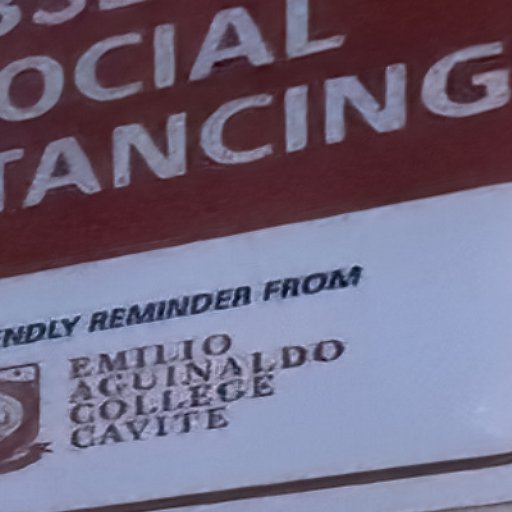 OCIAL
TANCING
NDLY REMINDER FROM
EMILIO
AGUINALDO
COLLEGE
CAVITE